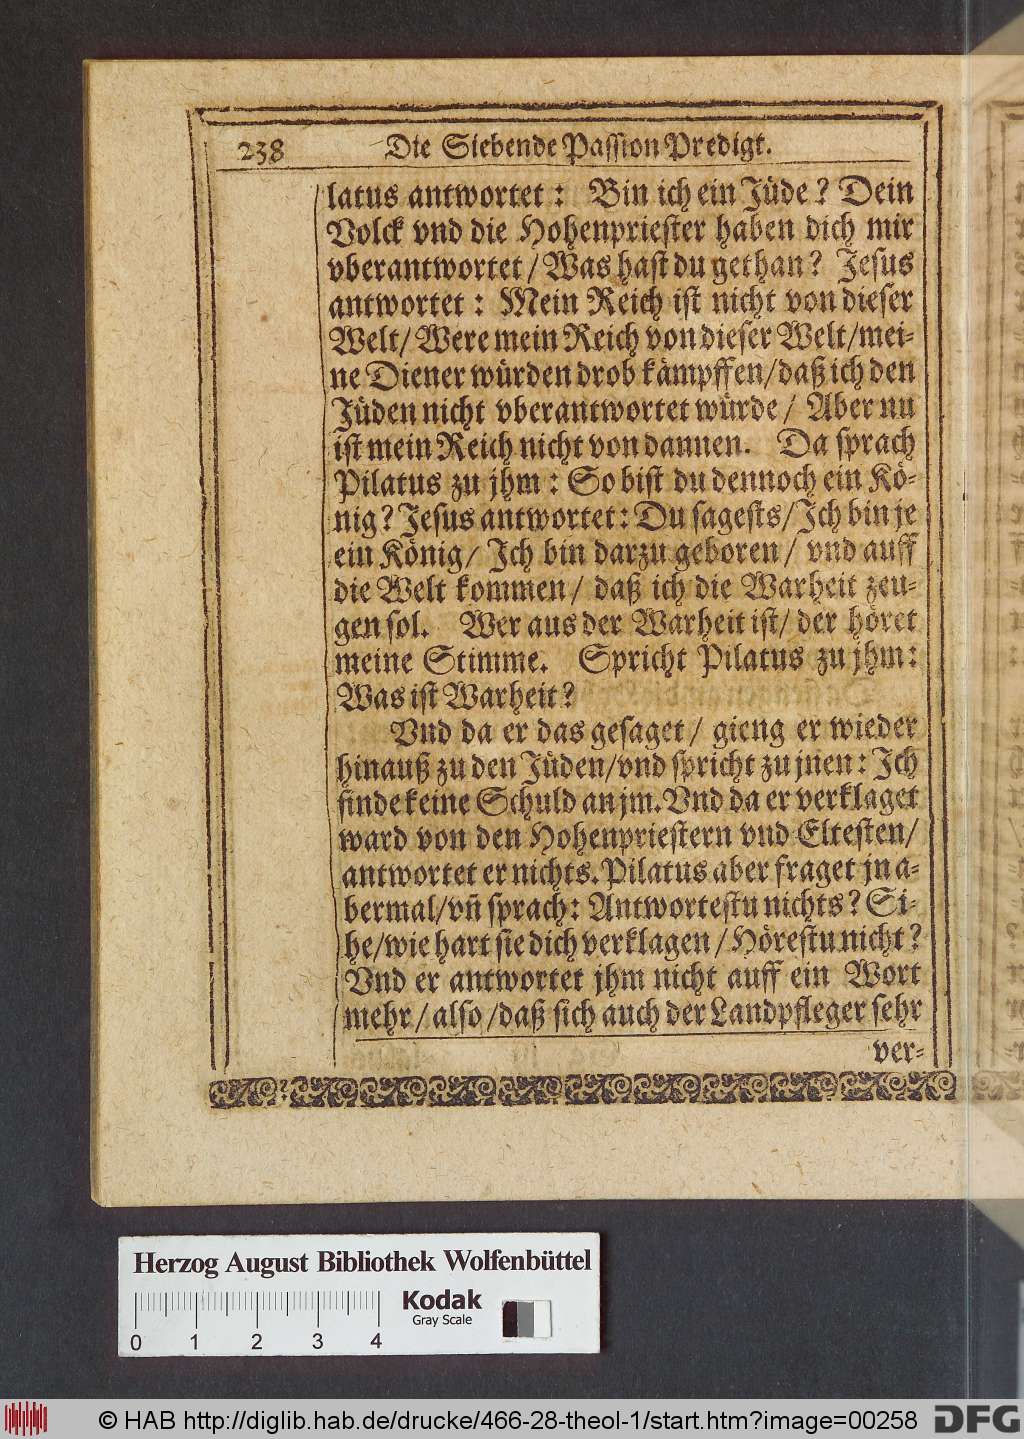 238 Die Siebende Passion Predigt.
latus antwortet: Bin ich ein Jüde? Dein
Volck vnd die Hohenpriester haben dich mir
vberantwortet/ Was hast du gethan? Jesus
antwortet: Mein Reich ist nicht von dieser
Welt/ Were mein Reich von dieser Welt/ mei-
ne Diener würden drob kämpffen/ daß ich den
Jüden nicht vberantwortet würde/ Aber nu
ist mein Reich nicht von dannen. Da sprach
Pilatus zu jhm: So bist du dennoch ein Kö-
nig? Jesus antwortet: Du sagests/ Ich bin je
ein König/ Ich bin darzu geboren/ vnd auff
die Welt kommen/ daß ich die Warheit zeu-
gen sol. Wer aus der Warheit ist/ der höret
meine Stimme. Spricht Pilatus zu jhm:
Was ist Warheit?
Vnd da er das gesaget/ gieng er wieder
hinauß zu den Jüden/ vnd spricht zu jnen: Ich
finde keine Schuld an jm. Vnd da er verklaget
ward von den Hohenpriestern vnd Eltesten/
antwortet er nichts. Pilatus aber fraget jn a-
bermal/ vñ sprach: Antwortestu nichts? Si-
he/ wie hart sie dich verklagen/ Hörestu nicht?
Vnd er antwortet jhm nicht auff ein Wort
mehr/ also/ daß sich auch der Landpfleger sehr
ver-
Herzog August Bibliothek Wolfenbüttel
Kodak
Gray Scale
0 1 2 3 4
© HAB http://diglib.hab.de/drucke/466-28-theol-1/start.htm?image=00258
DFG